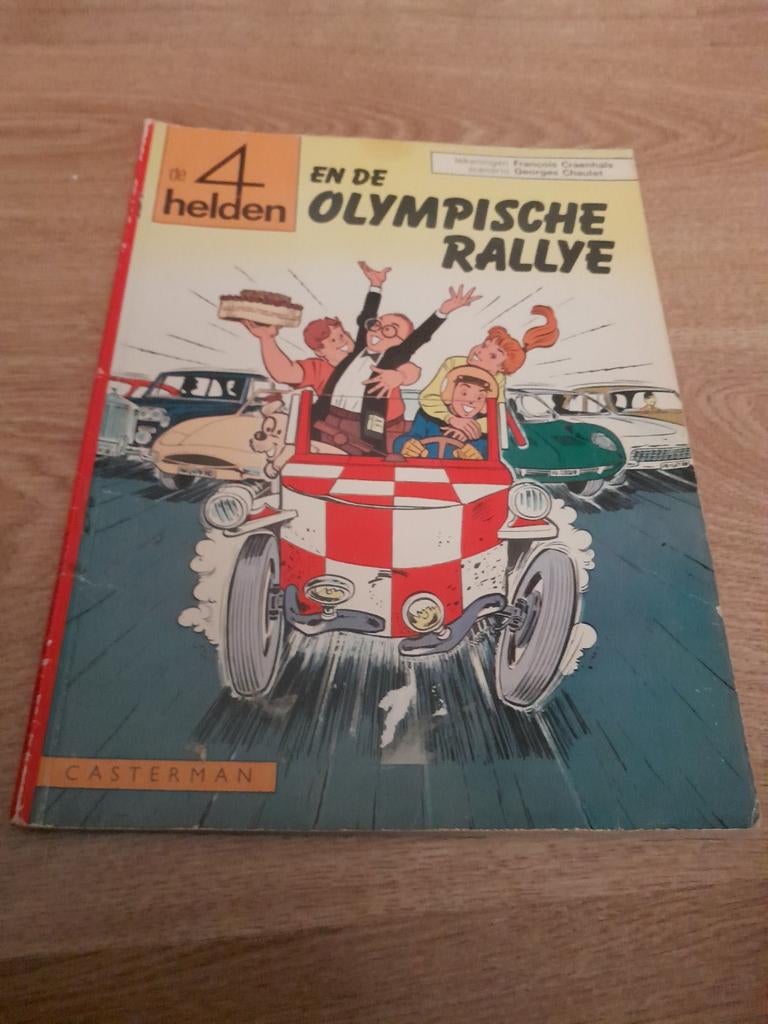 de 4
helden
EN DE
OLYMPISCHE
RALLYE
tekeningen François Craenhals
scenario Georges Chaulet
CASTERMAN